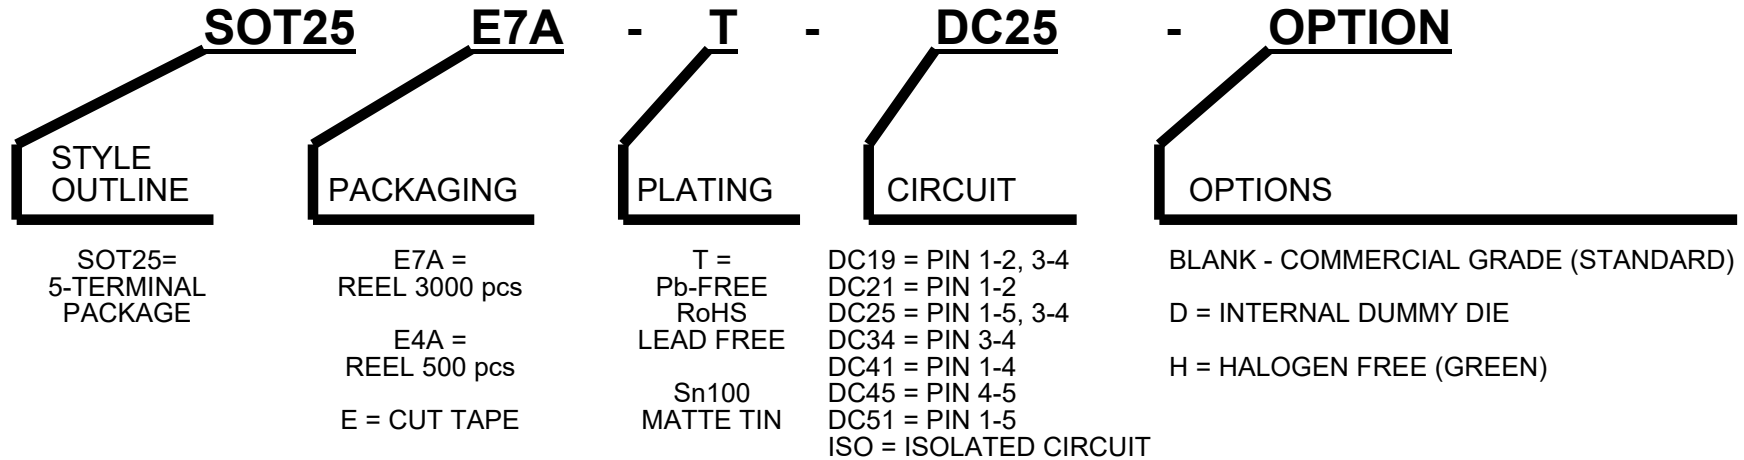 SOT25 E7A - T - DC25 - OPTION
STYLE
OUTLINE
PACKAGING
PLATING
CIRCUIT
OPTIONS
SOT25=
5-TERMINAL
PACKAGE
E7A =
REEL 3000 pcs
E4A =
REEL 500 pcs
E = CUT TAPE
T =
Pb-FREE
RoHS
LEAD FREE
Sn100
MATTE TIN
DC19 = PIN 1-2, 3-4
DC21 = PIN 1-2
DC25 = PIN 1-5, 3-4
DC34 = PIN 3-4
DC41 = PIN 1-4
DC45 = PIN 4-5
DC51 = PIN 1-5
ISO = ISOLATED CIRCUIT
BLANK - COMMERCIAL GRADE (STANDARD)
D = INTERNAL DUMMY DIE
H = HALOGEN FREE (GREEN)